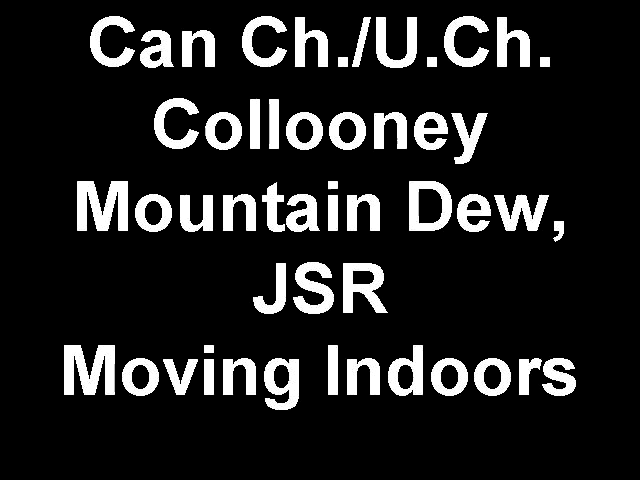 Can Ch./U.Ch.
Collooney
Mountain Dew,
JSR
Moving Indoors